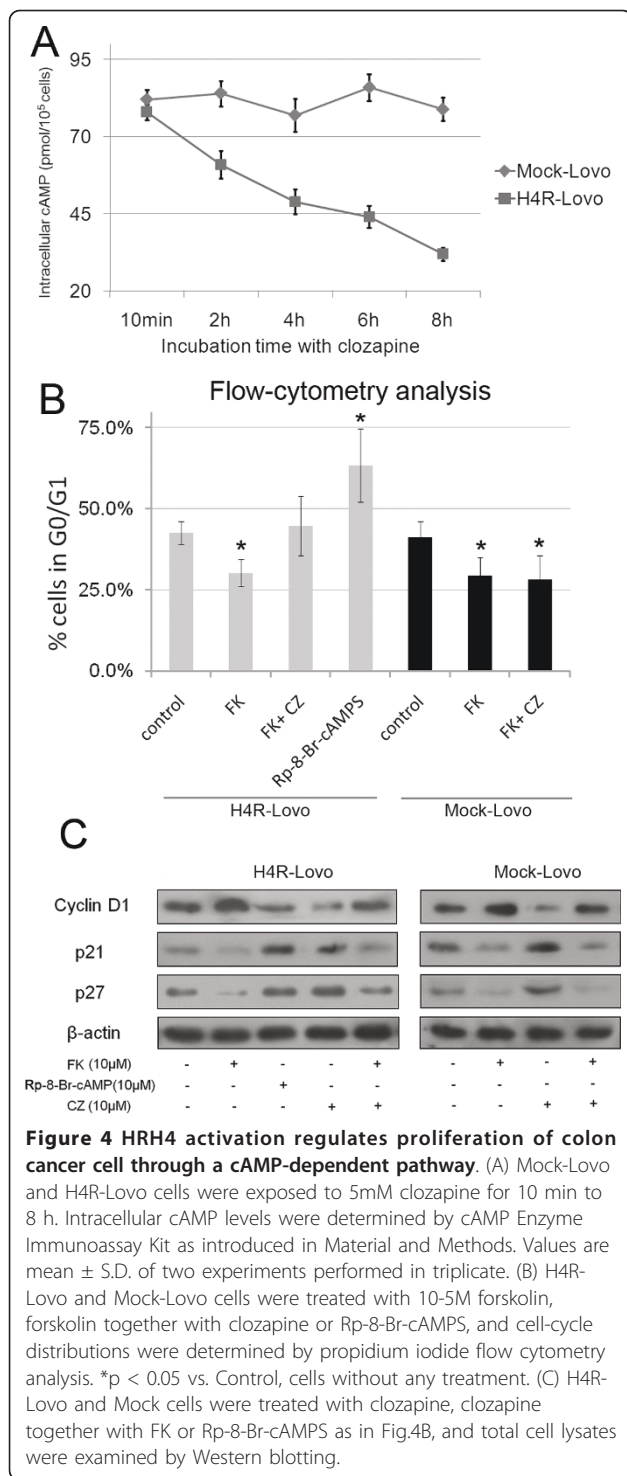 A
Intracellular cAMP (pmol/10⁵ cells)
95
70
45
20
10min 2h 4h 6h 8h
Incubation time with clozapine
Mock-Lovo
H4R-Lovo
B
Flow-cytometry analysis
% cells in G0/G1
75.0%
50.0%
25.0%
0.0%
* * * *
control FK FK+ CZ Rp-8-Br-cAMPS control FK FK+ CZ
H4R-Lovo Mock-Lovo
C
H4R-Lovo Mock-Lovo
Cyclin D1
p21
p27
β-actin
FK (10μM) - + - - + - + - +
Rp-8-Br-cAMP(10μM) - - + - - - - - -
CZ (10μM) - - - + + - - + +
Figure 4 HRH4 activation regulates proliferation of colon
cancer cell through a cAMP-dependent pathway. (A) Mock-Lovo
and H4R-Lovo cells were exposed to 5mM clozapine for 10 min to
8 h. Intracellular cAMP levels were determined by cAMP Enzyme
Immunoassay Kit as introduced in Material and Methods. Values are
mean ± S.D. of two experiments performed in triplicate. (B) H4R-
Lovo and Mock-Lovo cells were treated with 10-5M forskolin,
forskolin together with clozapine or Rp-8-Br-cAMPS, and cell-cycle
distributions were determined by propidium iodide flow cytometry
analysis. *p < 0.05 vs. Control, cells without any treatment. (C) H4R-
Lovo and Mock cells were treated with clozapine, clozapine
together with FK or Rp-8-Br-cAMPS as in Fig.4B, and total cell lysates
were examined by Western blotting.